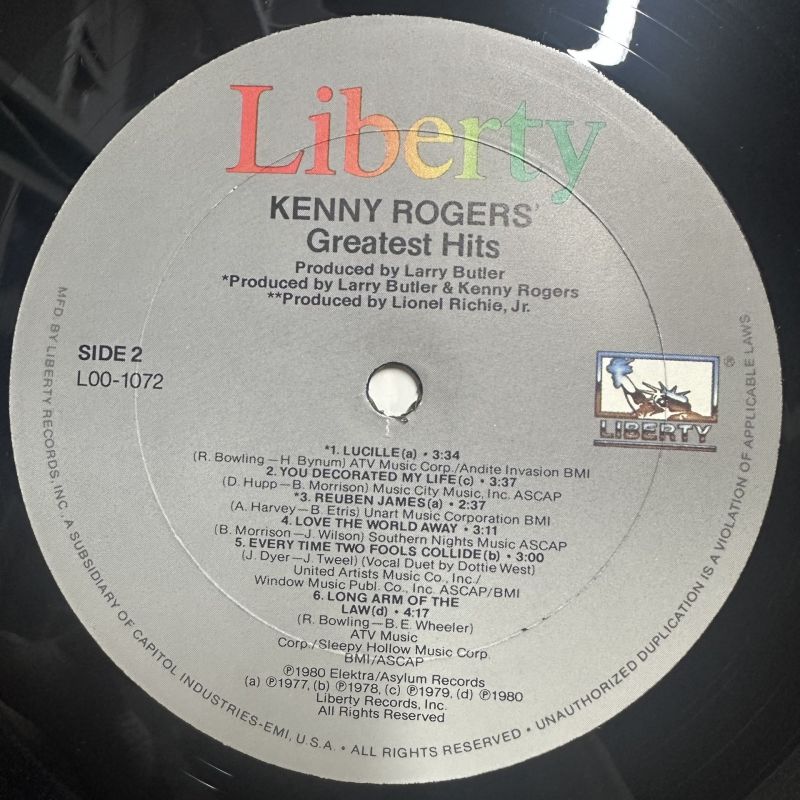 Liberty
KENNY ROGERS'
Greatest Hits
Produced by Larry Butler
*Produced by Larry Butler & Kenny Rogers
**Produced by Lionel Richie, Jr.
SIDE 2
LOO-1072
®
LIBERTY
*1. LUCILLE(a) • 3:34
(R. Bowling—H. Bynum) ATV Music Corp./Andite Invasion BMI
2. YOU DECORATED MY LIFE(c) • 3:37
(D. Hupp—B. Morrison) Music City Music, Inc. ASCAP
*3. REUBEN JAMES(a) • 2:37
(A. Harvey—B. Etris) Unart Music Corporation BMI
4. LOVE THE WORLD AWAY • 3:11
(B. Morrison—J. Wilson) Southern Nights Music ASCAP
5. EVERY TIME TWO FOOLS COLLIDE(b) • 3:00
(J. Dyer—J. Tweel) (Vocal Duet by Dottie West)
United Artists Music Co., Inc./
Window Music Publ. Co., Inc. ASCAP/BMI
6. LONG ARM OF THE
LAW(d) • 4:17
(R. Bowling—B.E. Wheeler)
ATV Music
Corp./Sleepy Hollow Music Corp.
BMI/ASCAP
℗1980 Elektra/Asylum Records
(a) ℗1977, (b) ℗1978, (c) ℗1979, (d) ℗1980
Liberty Records, Inc.
All Rights Reserved
MFD. BY LIBERTY RECORDS, INC., A SUBSIDIARY OF CAPITOL INDUSTRIES-EMI, U.S.A. • ALL RIGHTS RESERVED • UNAUTHORIZED DUPLICATION IS A VIOLATION OF APPLICABLE LAWS